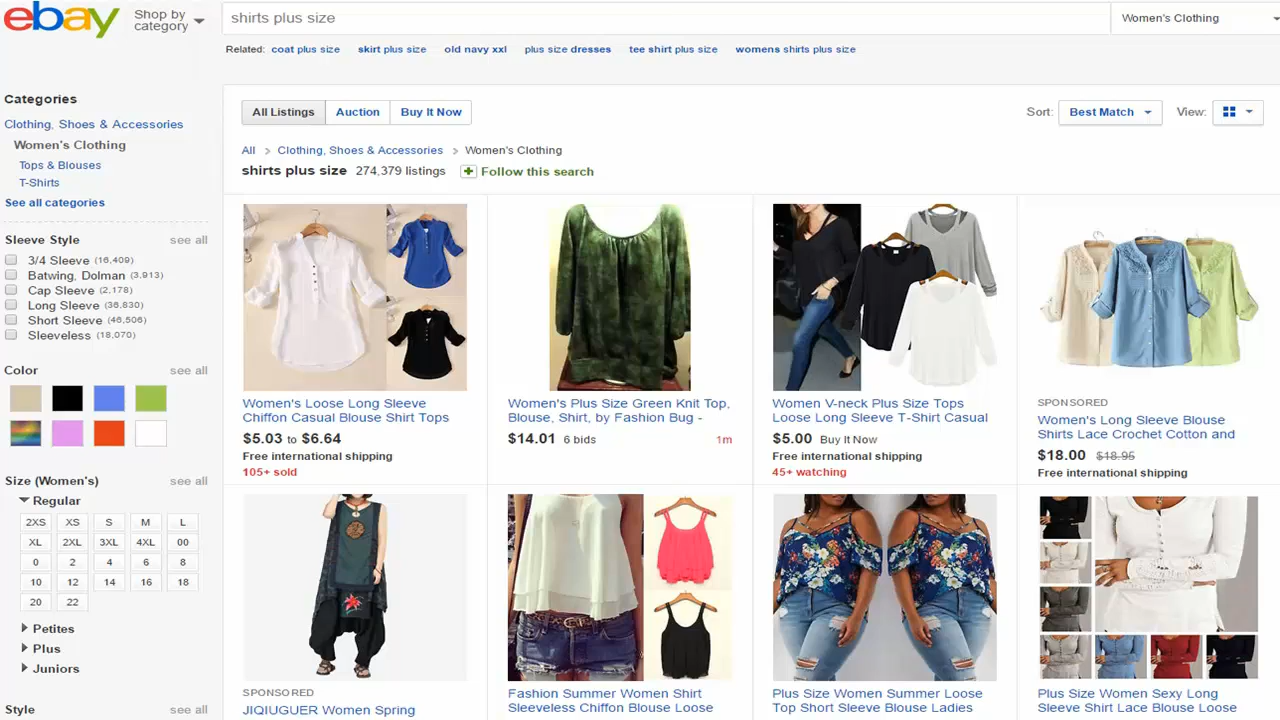 ebay
Shop by
category
shirts plus size
Women's Clothing
Related: coat plus size skirt plus size old navy xxl plus size dresses tee shirt plus size womens shirts plus size
Categories
Clothing, Shoes & Accessories
Women's Clothing
Tops & Blouses
T-Shirts
See all categories
Sleeve Style see all
3/4 Sleeve (16,409)
Batwing, Dolman (3,913)
Cap Sleeve (2,178)
Long Sleeve (36,830)
Short Sleeve (46,506)
Sleeveless (18,070)
Color see all
Size (Women's) see all
Regular
2XS XS S M L
XL 2XL 3XL 4XL 00
0 2 4 6 8
10 12 14 16 18
20 22
Petites
Plus
Juniors
Style see all
All Listings Auction Buy It Now
Sort: Best Match View:
All > Clothing, Shoes & Accessories > Women's Clothing
shirts plus size 274,379 listings + Follow this search
Women's Loose Long Sleeve
Chiffon Casual Blouse Shirt Tops
$5.03 to $6.64
Free international shipping
105+ sold
Women's Plus Size Green Knit Top,
Blouse, Shirt, by Fashion Bug -
$14.01 6 bids 1m
Women V-neck Plus Size Tops
Loose Long Sleeve T-Shirt Casual
$5.00 Buy It Now
Free international shipping
45+ watching
SPONSORED
Women's Long Sleeve Blouse
Shirts Lace Crochet Cotton and
$18.00 $18.95
Free international shipping
SPONSORED
JIQIUGUER Women Spring
Fashion Summer Women Shirt
Sleeveless Chiffon Blouse Loose
Plus Size Women Summer Loose
Top Short Sleeve Blouse Ladies
Plus Size Women Sexy Long
Sleeve Shirt Lace Blouse Loose